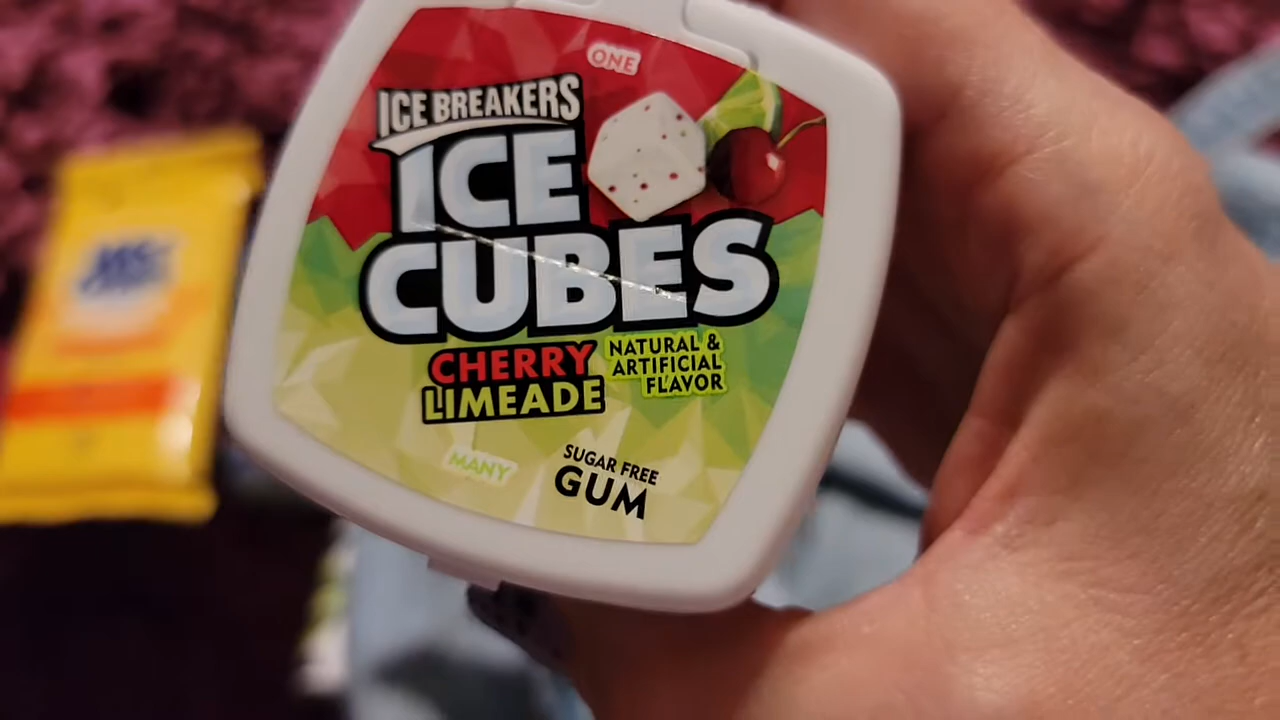 ONE
ICE BREAKERS
ICE
CUBES
CHERRY
LIMEADE
NATURAL &
ARTIFICIAL
FLAVOR
MANY
SUGAR FREE
GUM